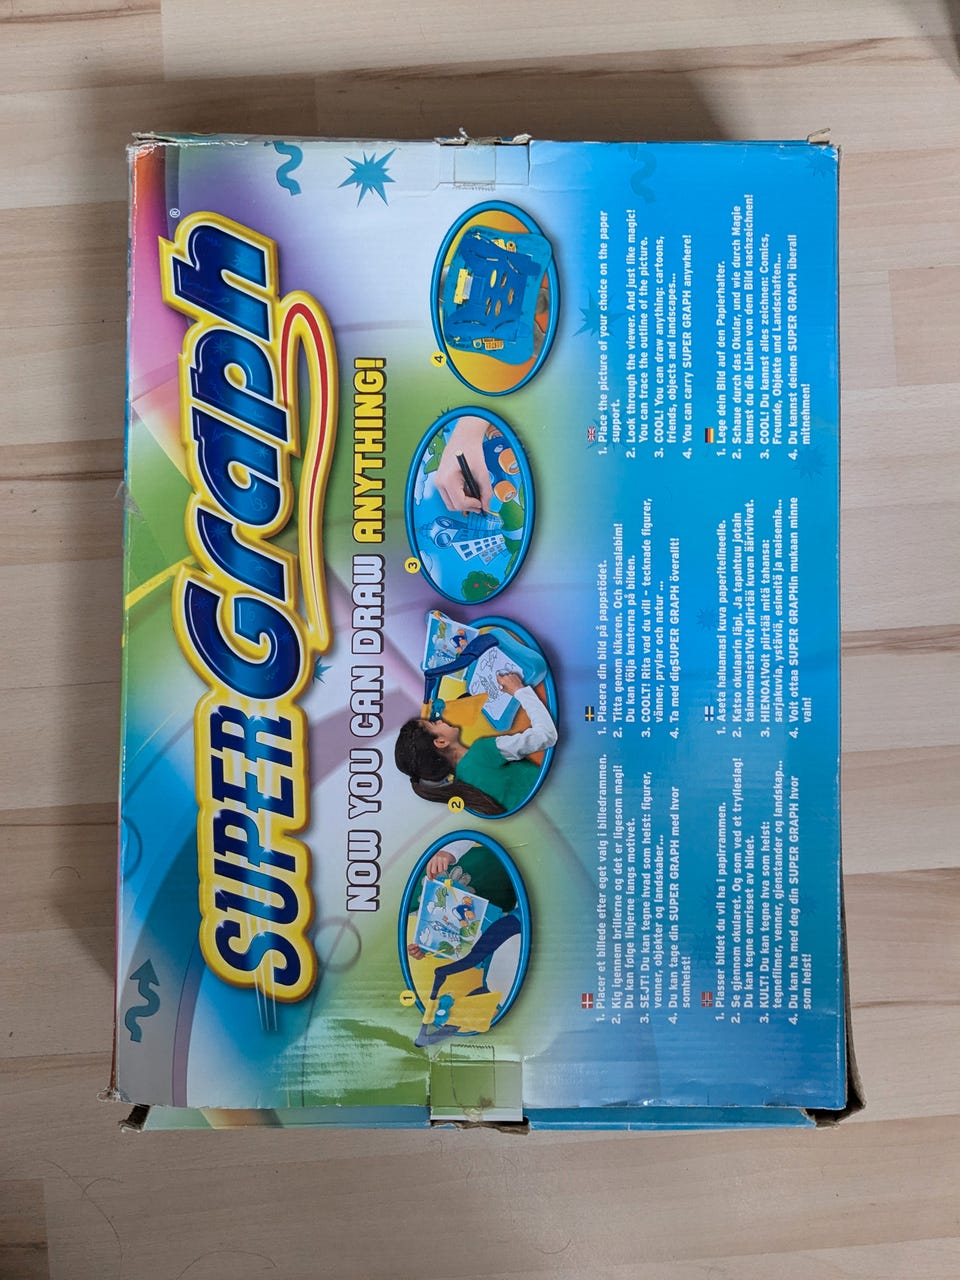 SUPER Graph®
NOW YOU CAN DRAW ANYTHING!
1
2
3
4
1. Placer et billede efter eget valg i billedrammen.
2. Kig igennem brillerne og det er ligesom magi!
Du kan følge linjerne langs motivet.
3. SEJT! Du kan tegne hvad som helst: figurer,
venner, objekter og landskaber...
4. Du kan tage din SUPER GRAPH med hvor
somhelst!
1. Placera din bild på pappstödet.
2. Titta genom kikaren. Och simsalabim!
Du kan följa kanterna på bilden.
3. COOLT! Rita vad du vill - tecknade figurer,
vänner, prylar och natur ...
4. Ta med digSUPER GRAPH överallt!
1. Place the picture of your choice on the paper
support.
2. Look through the viewer. And just like magic!
You can trace the outline of the picture.
3. COOL! You can draw anything: cartoons,
friends, objects and landscapes...
4. You can carry SUPER GRAPH anywhere!
1. Plasser bildet du vil ha i papirrammen.
2. Se gjennom okularet. Og som ved et trylleslag!
Du kan tegne omrisset av bildet.
3. KULT! Du kan tegne hva som helst:
tegnefilmer, venner, gjenstander og landskap...
4. Du kan ha med deg din SUPER GRAPH hvor
som helst!
1. Aseta haluamasi kuva paperitelineelle.
2. Katso okulaarin läpi. Ja tapahtuu jotain
taianomaista!Voit piirtää kuvan ääriviivat.
3. HIENOA!Voit piirtää mitä tahansa:
sarjakuvia, ystäviä, esineitä ja maisemia...
4. Voit ottaa SUPER GRAPHin mukaan minne
vain!
1. Lege dein Bild auf den Papierhalter.
2. Schaue durch das Okular, und wie durch Magie
kannst du die Linien von dem Bild nachzeichnen!
3. COOL! Du kannst alles zeichnen: Comics,
Freunde, Objekte und Landschaften...
4. Du kannst deinen SUPER GRAPH überall
mitnehmen!